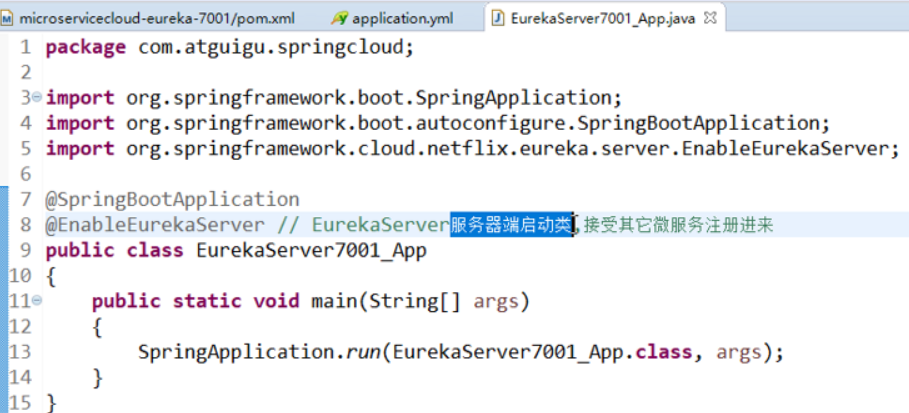 microservicecloud-eureka-7001/pom.xml application.yml EurekaServer7001_App.java
1 package com.atguigu.springcloud;
2
3 import org.springframework.boot.SpringApplication;
4 import org.springframework.boot.autoconfigure.SpringBootApplication;
5 import org.springframework.cloud.netflix.eureka.server.EnableEurekaServer;
6
7 @SpringBootApplication
8 @EnableEurekaServer // EurekaServer服务器端启动类,接受其它微服务注册进来
9 public class EurekaServer7001_App
10 {
11 public static void main(String[] args)
12 {
13 SpringApplication.run(EurekaServer7001_App.class, args);
14 }
15 }